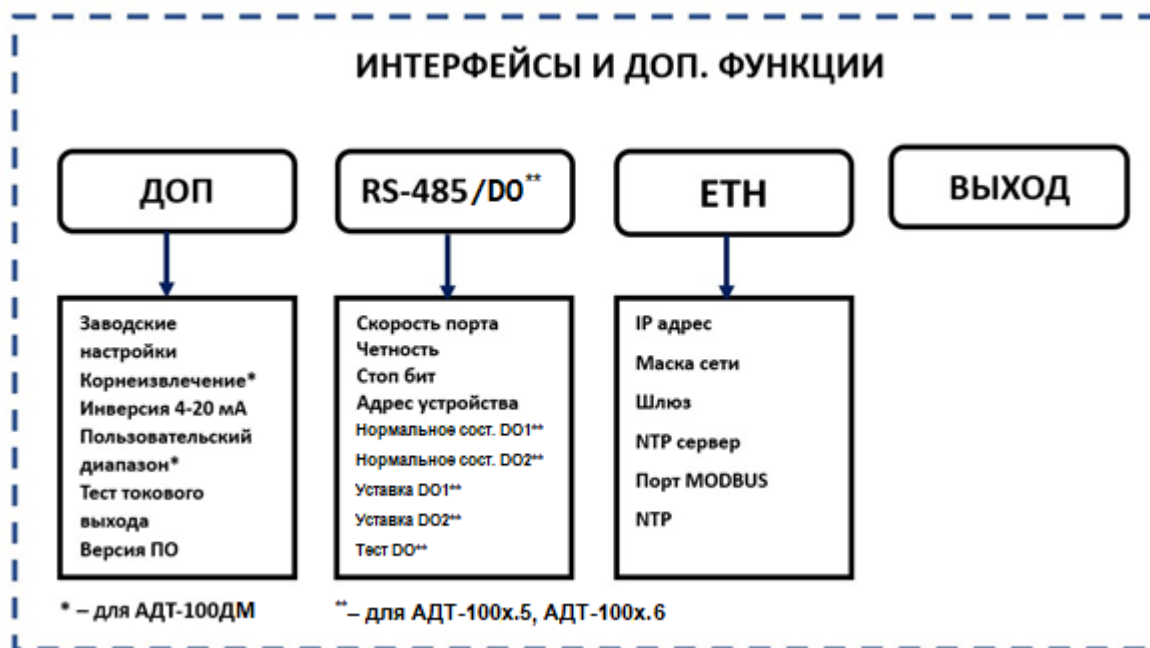 ИНТЕРФЕЙСЫ И ДОП. ФУНКЦИИ
ДОП
RS-485/DO**
ETH
ВЫХОД
Заводские
настройки
Корнеизвлечение*
Инверсия 4-20 мА
Пользовательский
диапазон*
Тест токового
выхода
Версия ПО
Скорость порта
Четность
Стоп бит
Адрес устройства
Нормальное сост. DO1**
Нормальное сост. DO2**
Уставка DO1**
Уставка DO2**
Тест DO**
IP адрес
Маска сети
Шлюз
NTP сервер
Порт MODBUS
NTP
* – для АДТ-100ДМ
**– для АДТ-100х.5, АДТ-100х.6